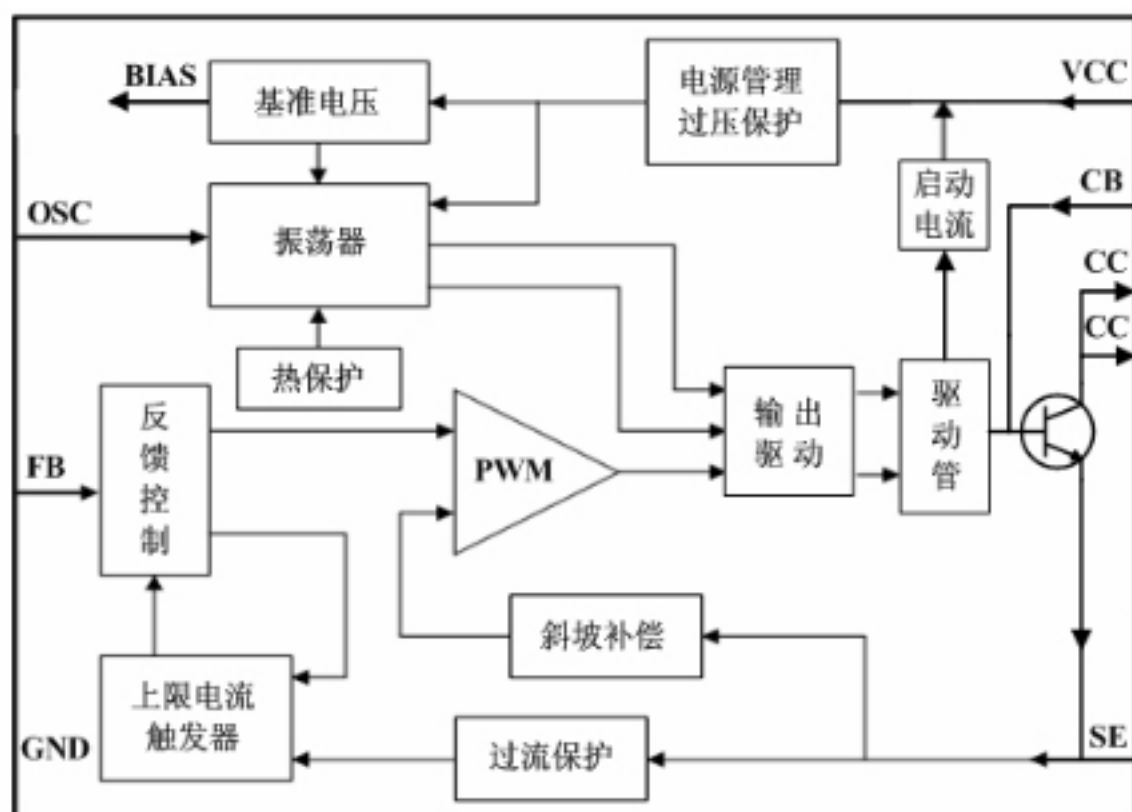 BIAS
基准电压
电源管理
过压保护
VCC
启动
电流
CB
OSC
振荡器
CC
CC
热保护
反
馈
控
制
FB
PWM
输 出
驱 动
驱
动
管
斜坡补偿
上限电流
触发器
GND
过流保护
SE